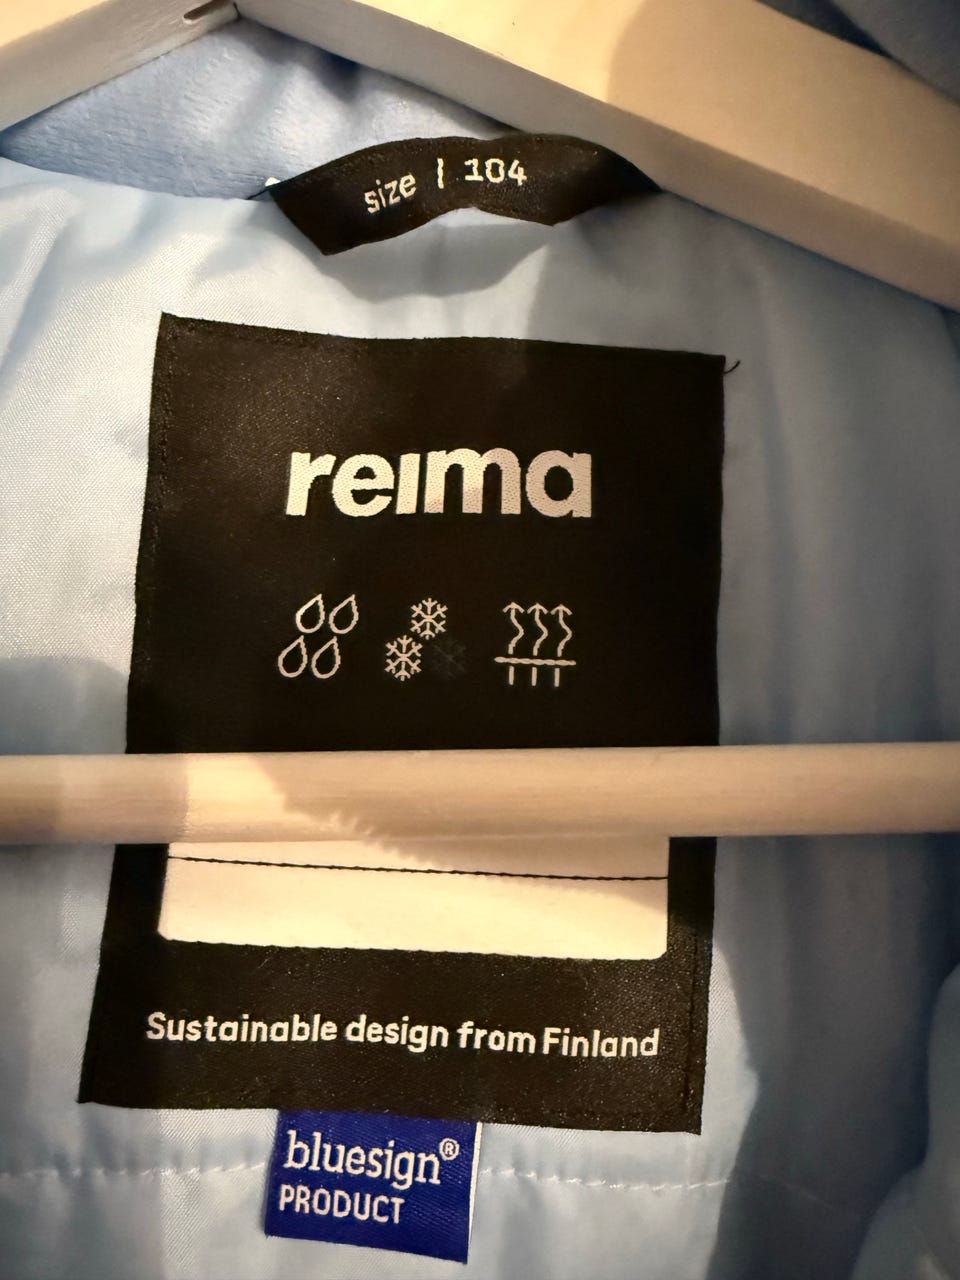 size | 104
reima
Sustainable design from Finland
bluesign®
PRODUCT